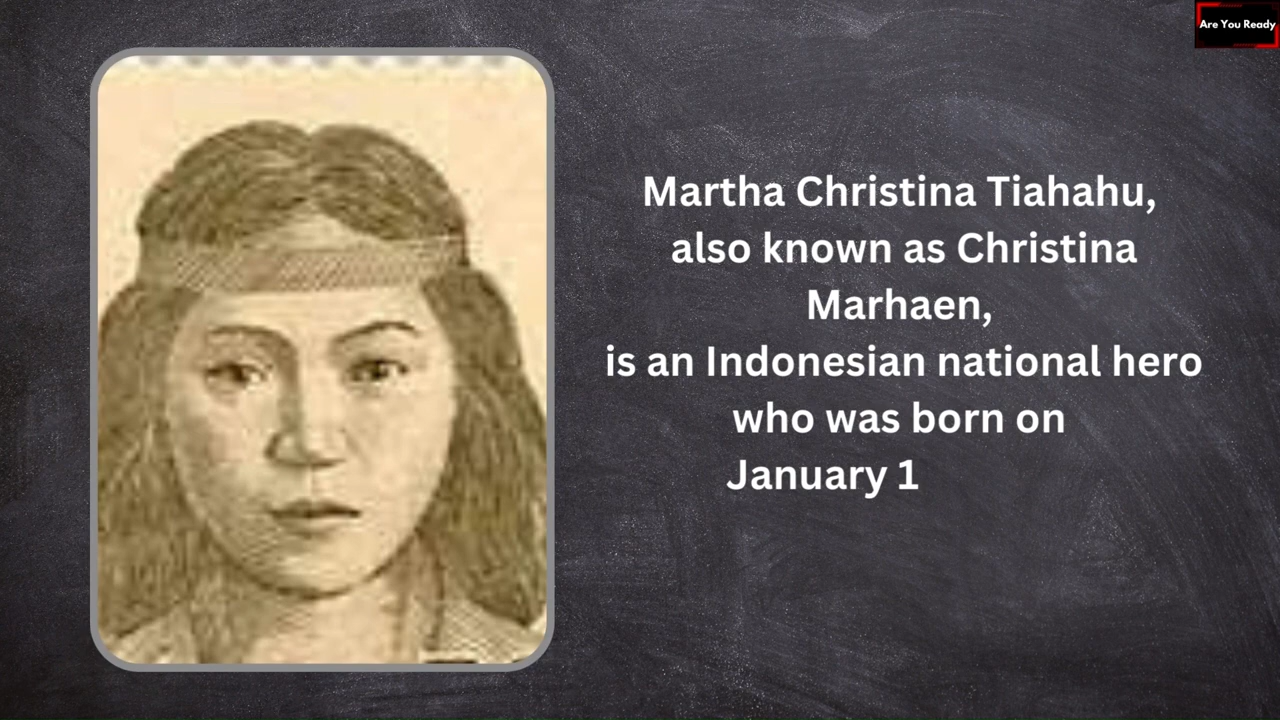 Are You Ready
Martha Christina Tiahahu,
also known as Christina
Marhaen,
is an Indonesian national hero
who was born on
January 1